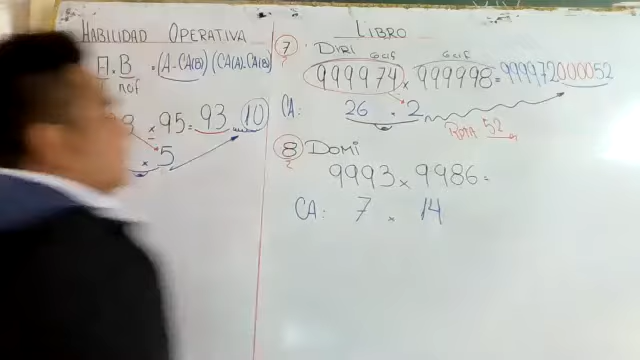 HABILIDAD OPERATIVA
A.B = (A-CA(B)) (CA(A).CA(B))
x 95 = 93 10
x 5
LIBRO
7 DIRI
999974 x 999998 = 999972000052
CA: 26 . 2
52
8 DOMI
9993 x 9986 =
CA: 7 x 14